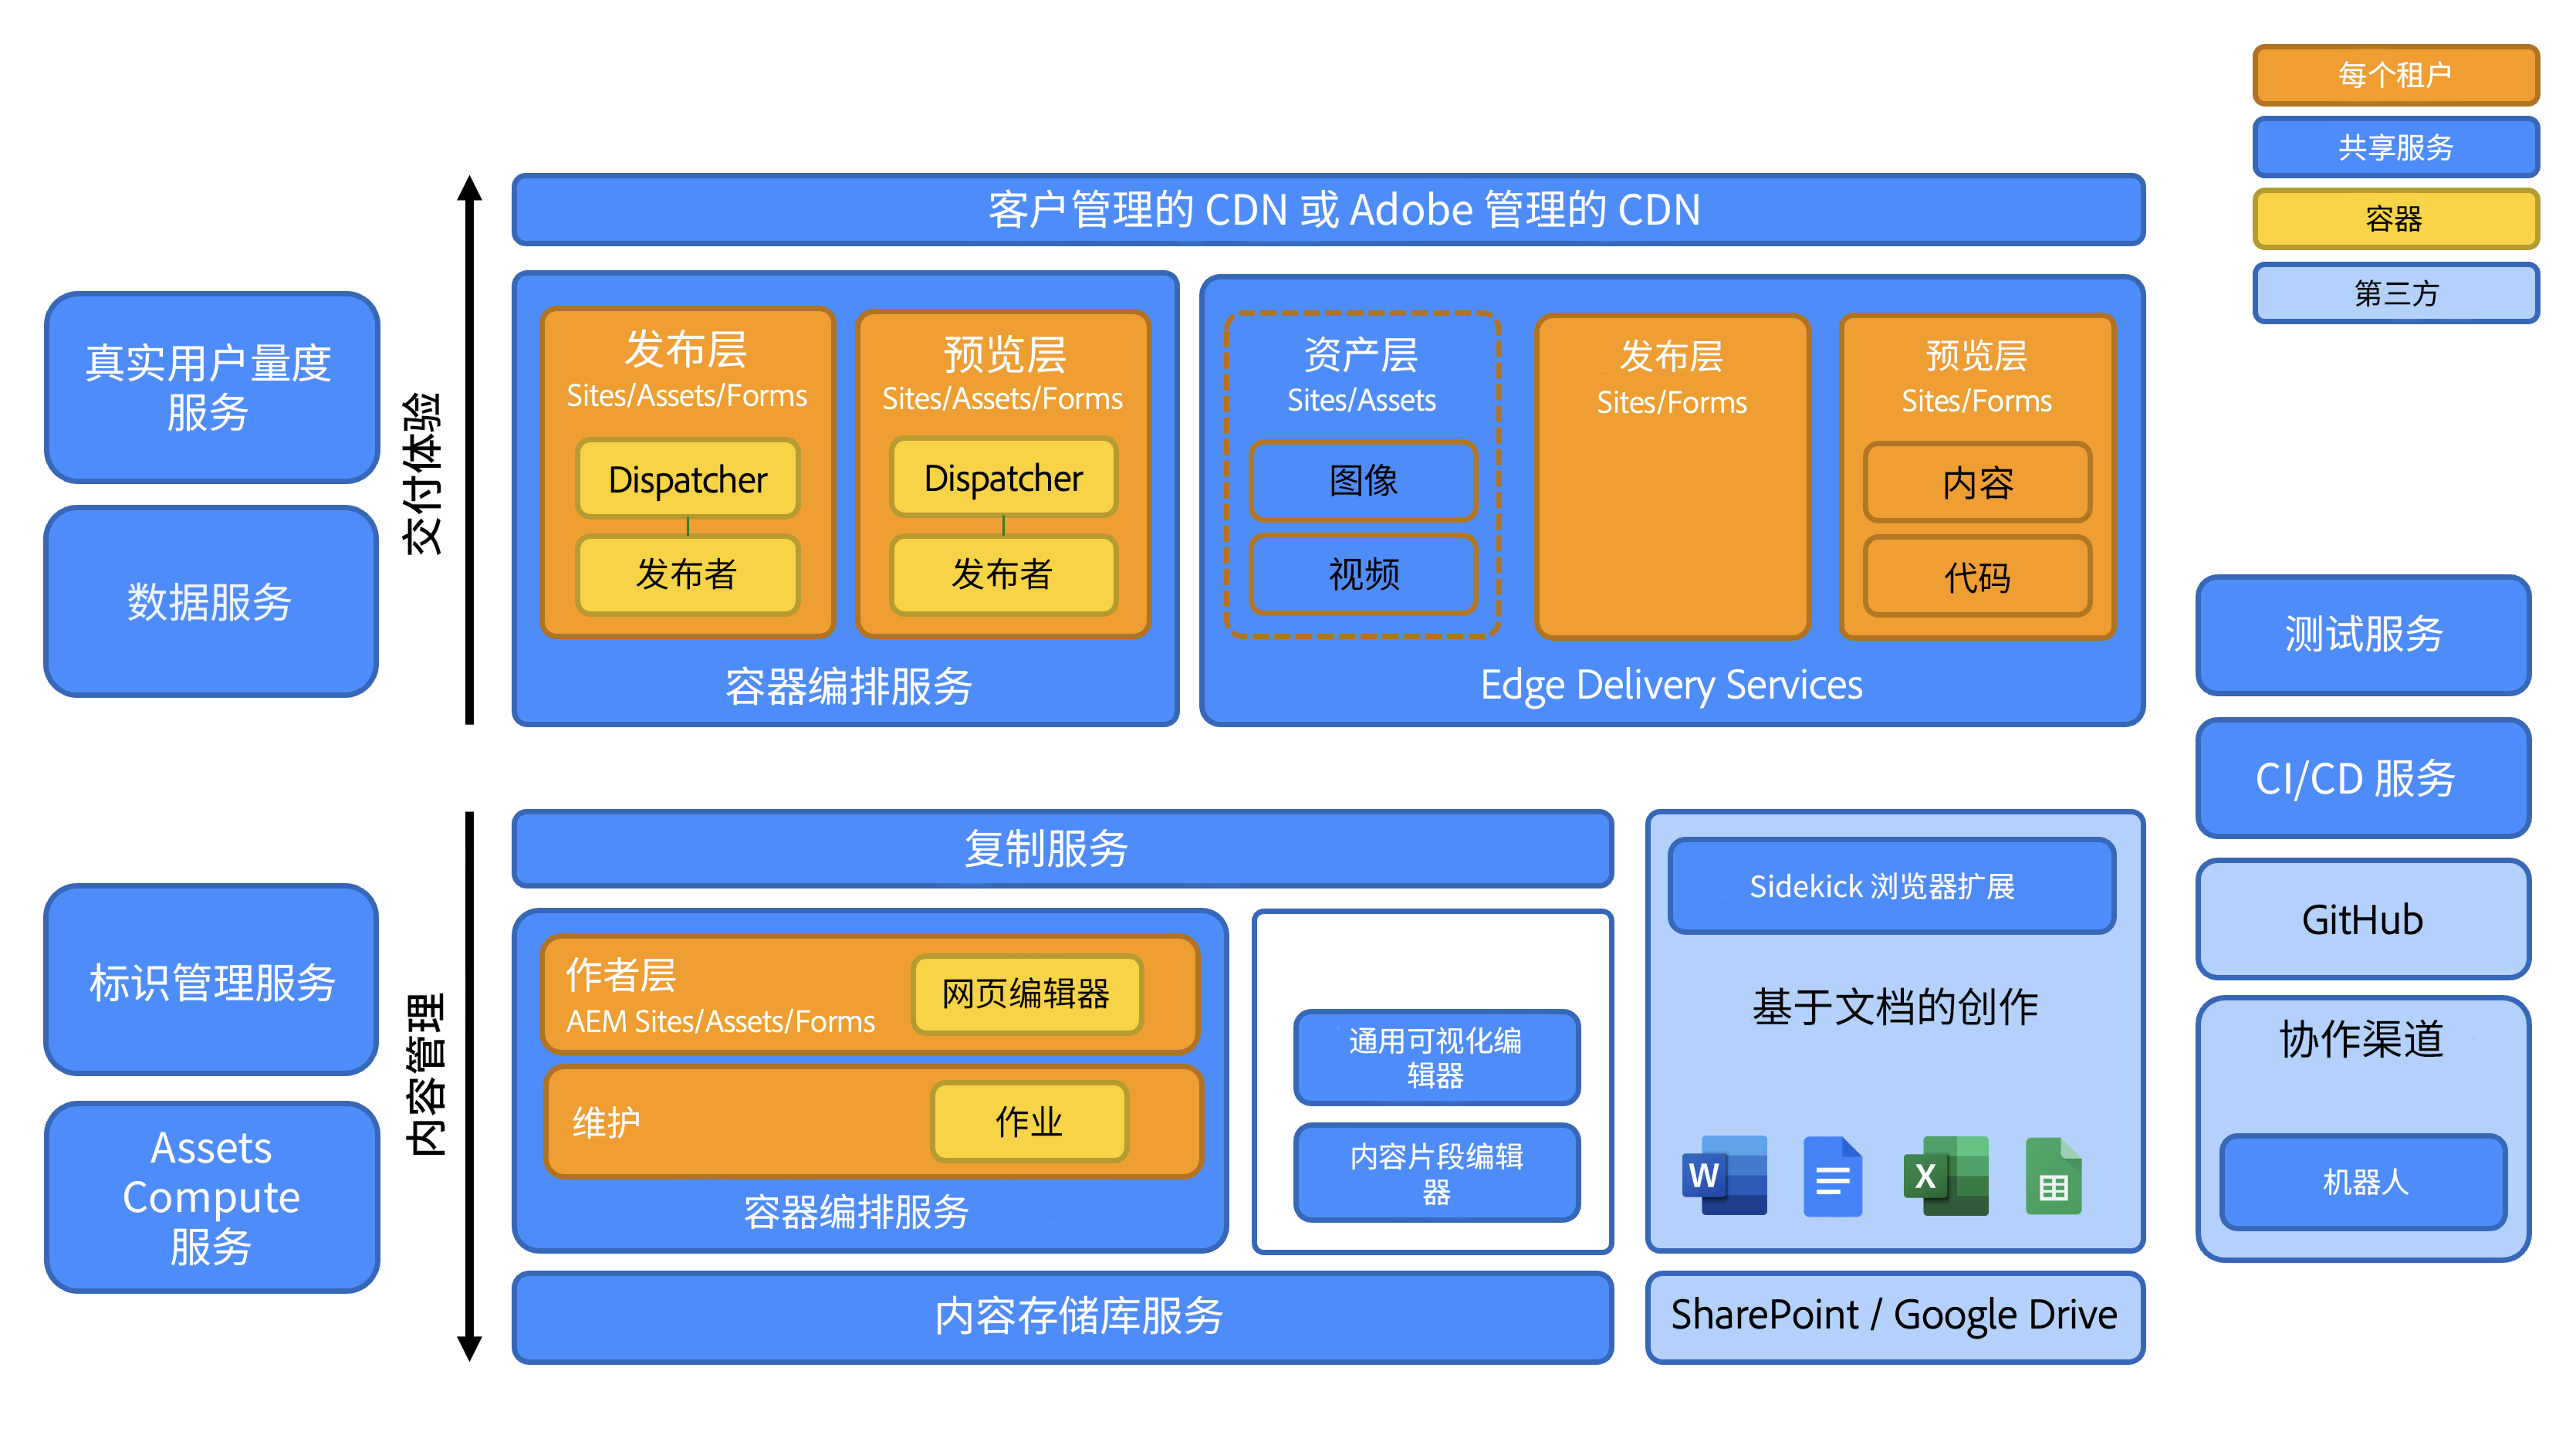 每个租户
共享服务
容器
第三方
客户管理的 CDN 或 Adobe 管理的 CDN
真实用户量度
服务
数据服务
交付体验
发布层
Sites/Assets/Forms
Dispatcher
发布者
预览层
Sites/Assets/Forms
Dispatcher
发布者
容器编排服务
资产层
Sites/Assets
图像
视频
发布层
Sites/Forms
预览层
Sites/Forms
内容
代码
Edge Delivery Services
测试服务
CI/CD 服务
GitHub
协作渠道
机器人
标识管理服务
Assets
Compute
服务
内容管理
复制服务
作者层
AEM Sites/Assets/Forms
网页编辑器
维护
作业
容器编排服务
通用可视化编
辑器
内容片段编辑
器
内容存储库服务
Sidekick 浏览器扩展
基于文档的创作
W
X
SharePoint / Google Drive